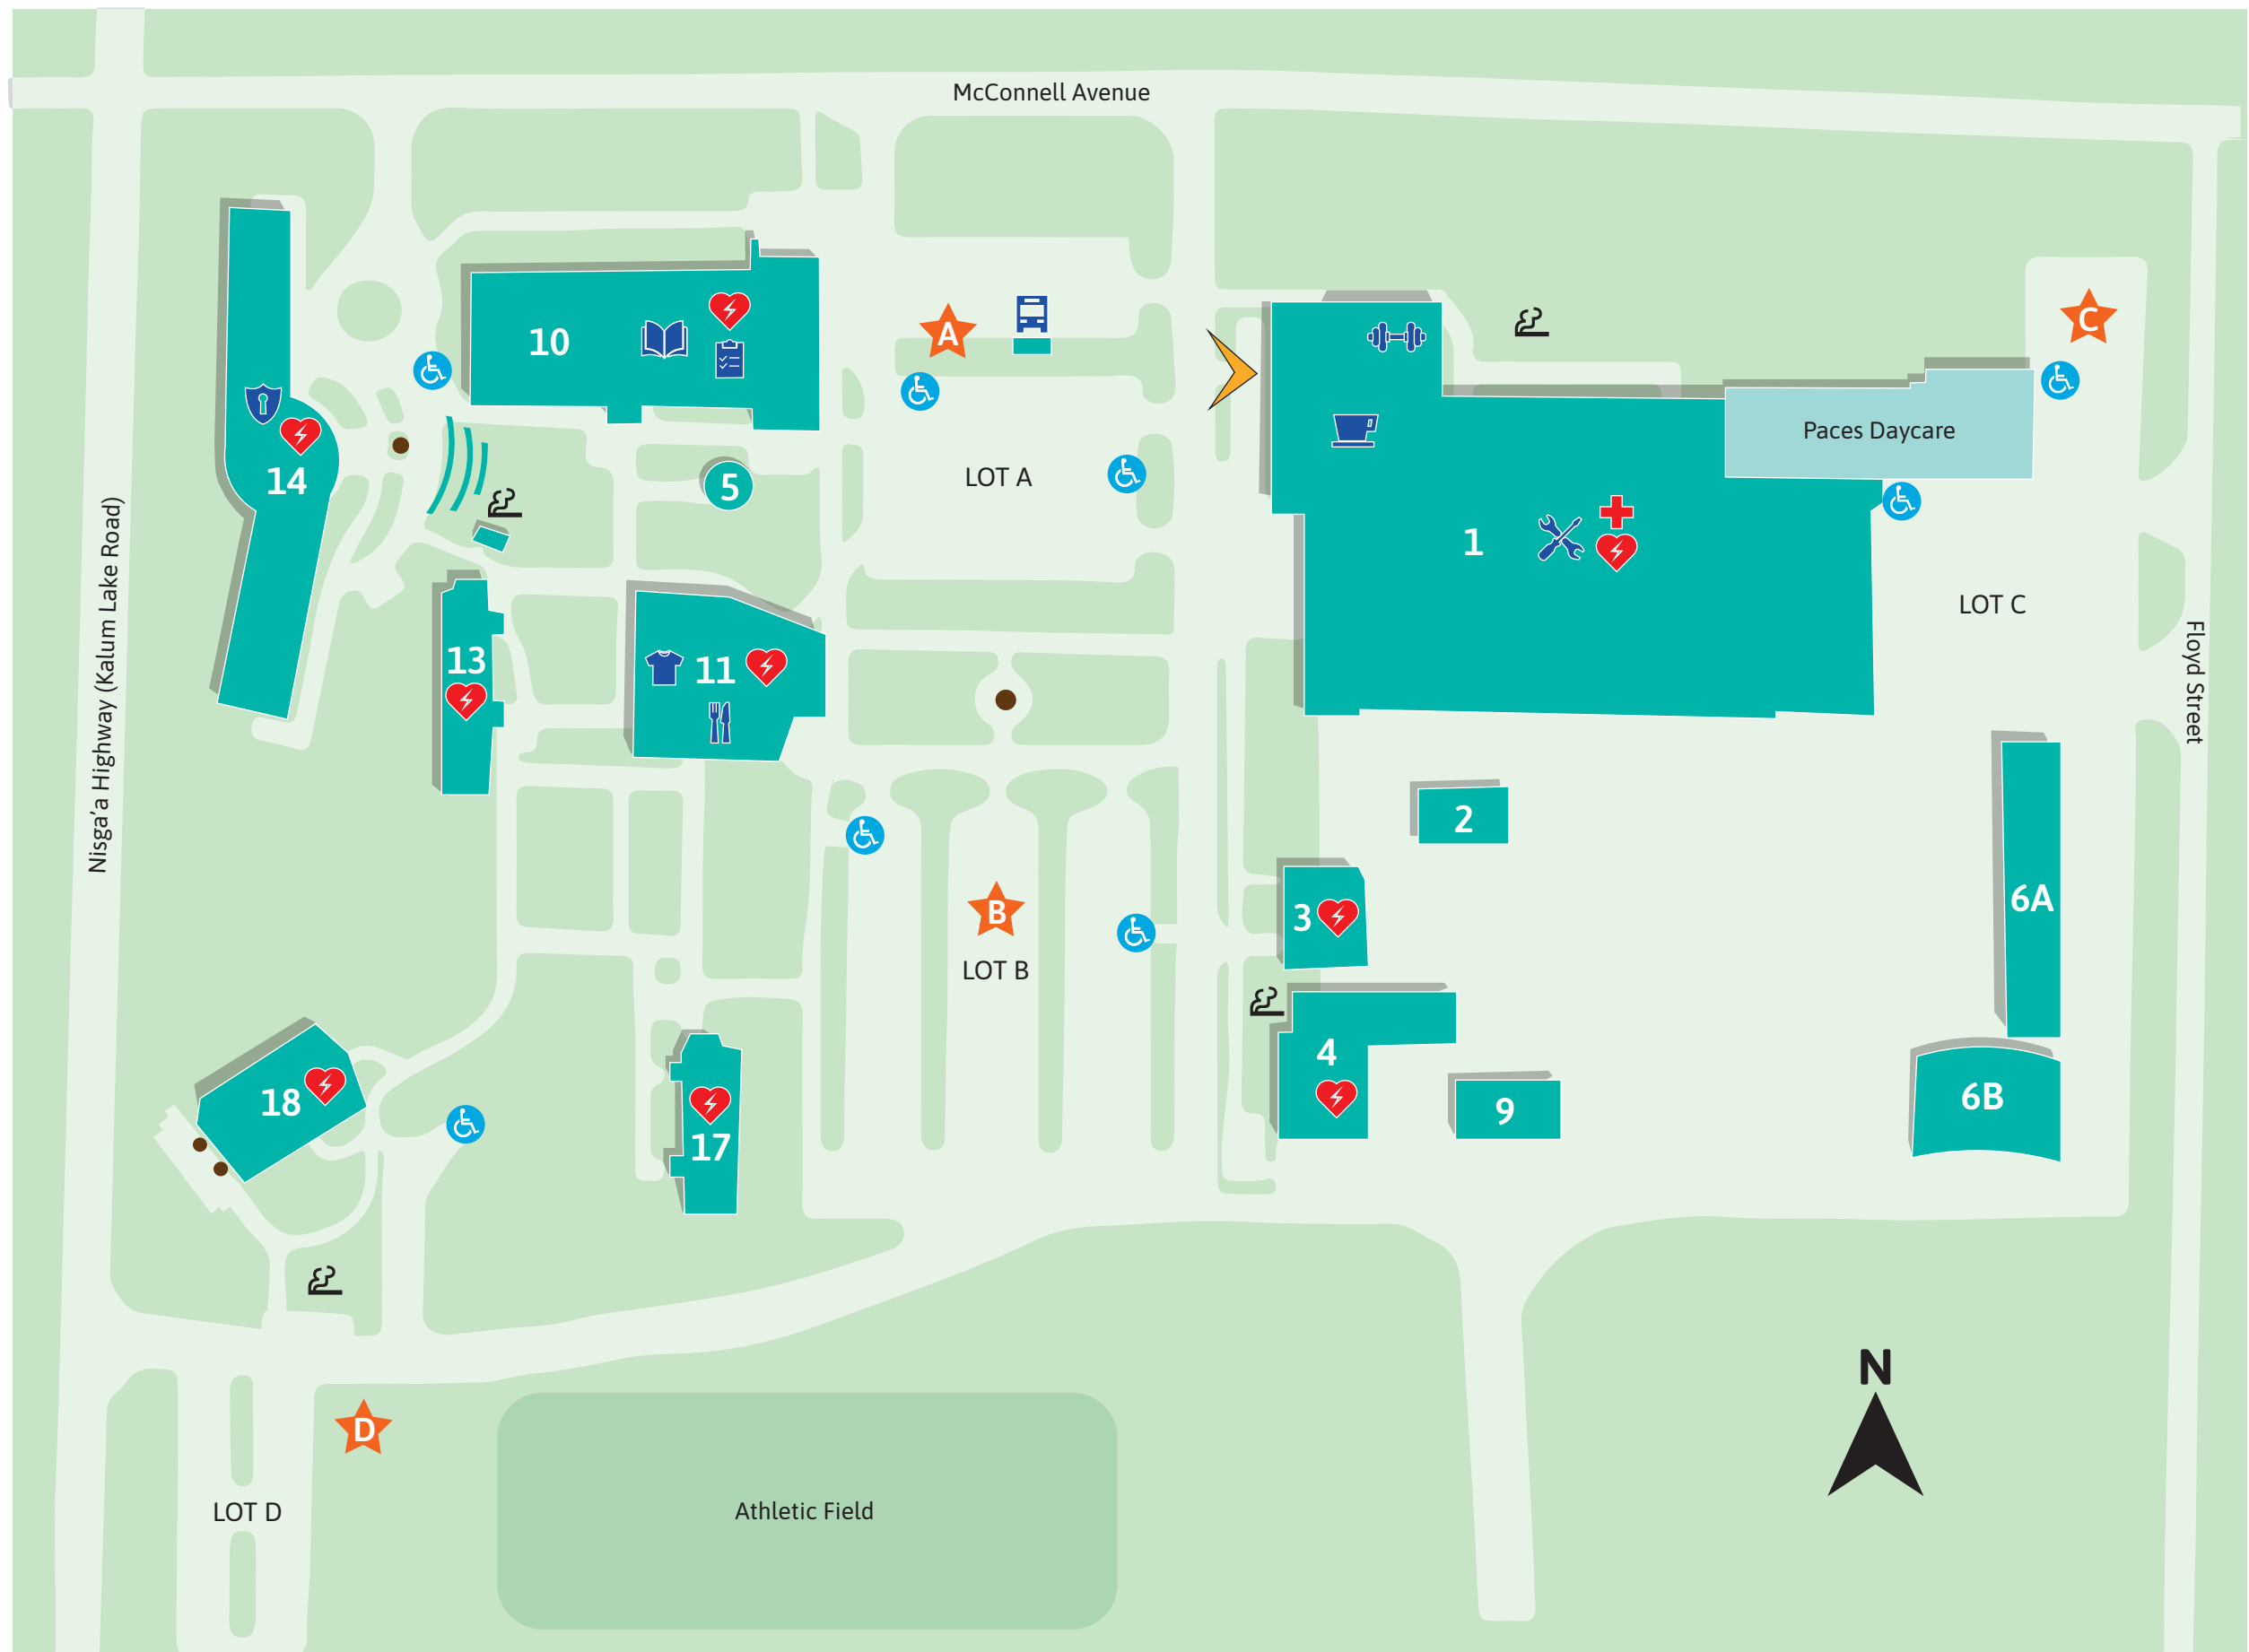 McConnell Avenue
A
C
10
Paces Daycare
14
5
LOT A
1
LOT C
Nisga'a Highway (Kalum Lake Road)
Floyd Street
13
11
2
6A
B
3
LOT B
4
18
9
6B
17
N
D
LOT D
Athletic Field